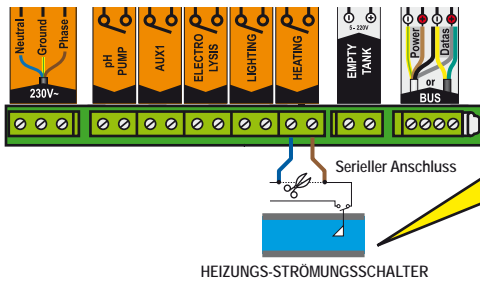 Neutral
Ground
Phase
230V~
pH
PUMP
AUX1
ELECTRO
LYSIS
LIGHTING
HEATING
5 - 220V
EMPTY
TANK
Power
Datas
or
BUS
Serieller Anschluss
HEIZUNGS-STRÖMUNGSSCHALTER